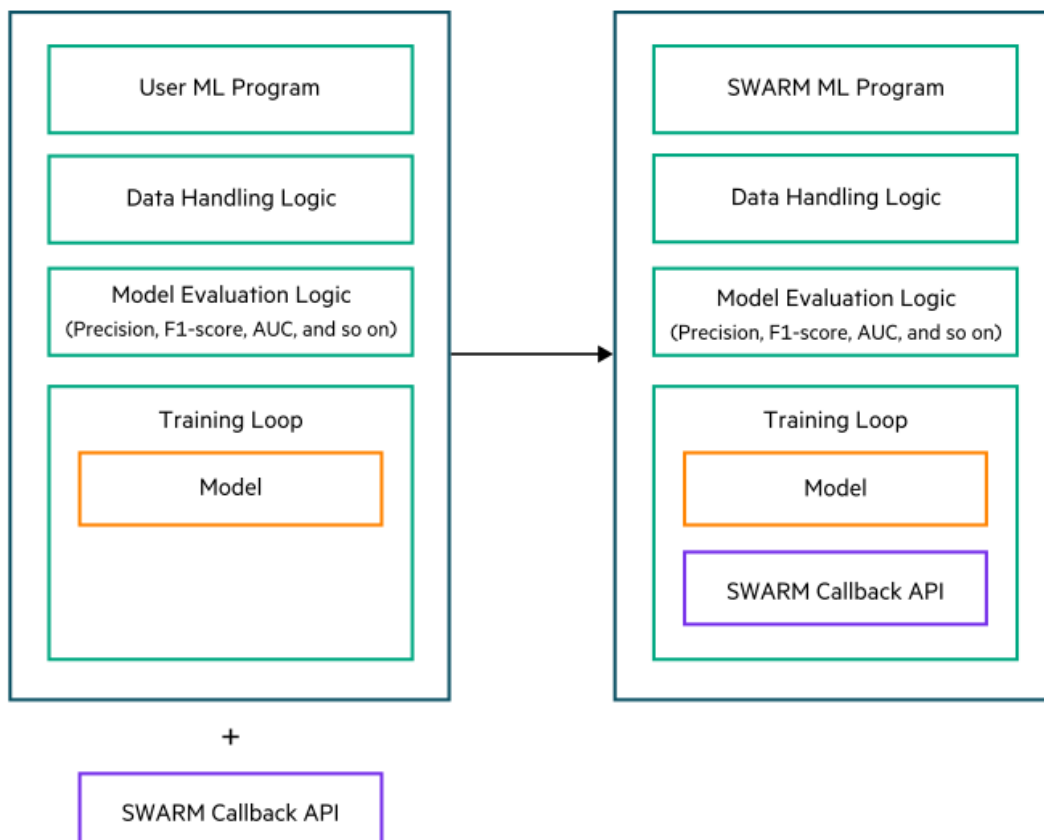 User ML Program
Data Handling Logic
Model Evaluation Logic
(Precision, F1-score, AUC, and so on)
Training Loop
Model
+
SWARM Callback API
SWARM ML Program
Data Handling Logic
Model Evaluation Logic
(Precision, F1-score, AUC, and so on)
Training Loop
Model
SWARM Callback API